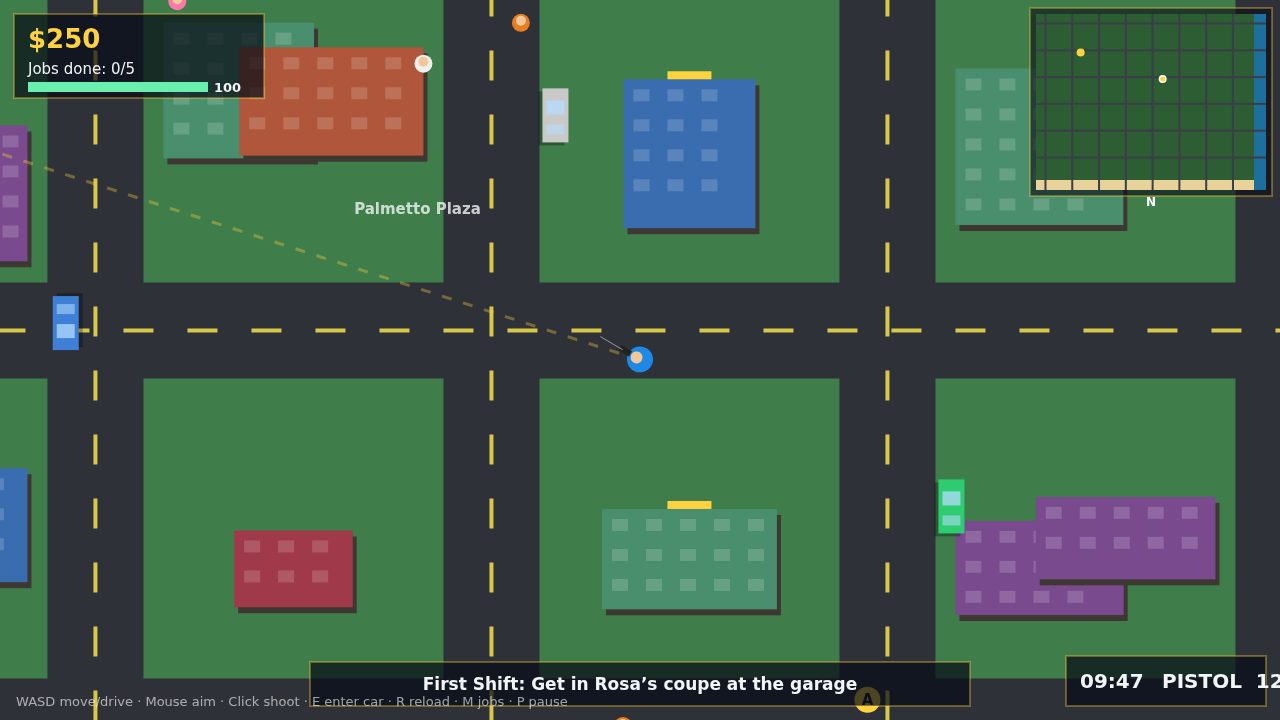 $250
Jobs done: 0/5
100
N
Palmetto Plaza
First Shift: Get in Rosa’s coupe at the garage
A
WASD move/drive · Mouse aim · Click shoot · E enter car · R reload · M jobs · P pause
09:47 PISTOL 12